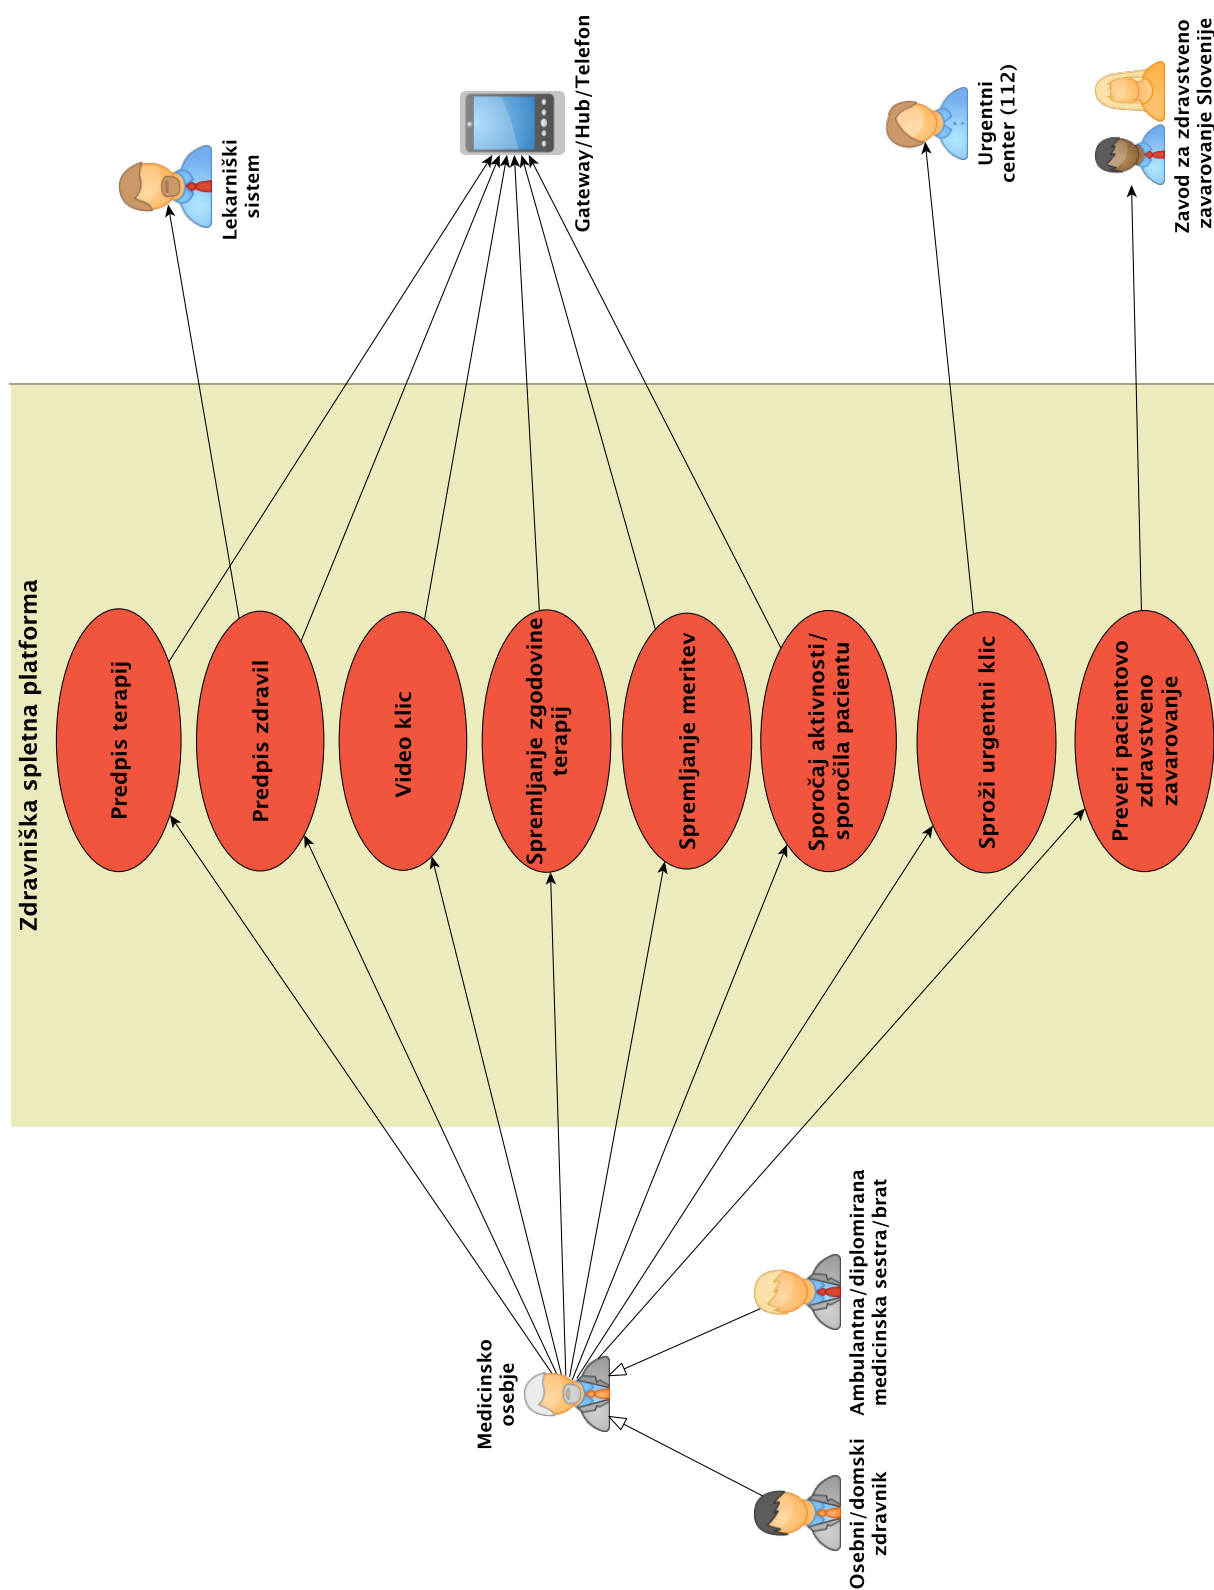 Zdravniška spletna platforma
Predpis terapij
Predpis zdravil
Video klic
Spremljanje zgodovine
terapij
Spremljanje meritev
Sporočaj aktivnosti/
sporočila pacientu
Sproži urgentni klic
Preveri pacientovo
zdravstveno
zavarovanje
Medicinsko
osebje
Osebni/domski
zdravnik
Ambulantna/diplomirana
medicinska sestra/brat
Lekarniški
sistem
Gateway/Hub/Telefon
Urgentni
center (112)
Zavod za zdravstveno
zavarovanje Slovenije